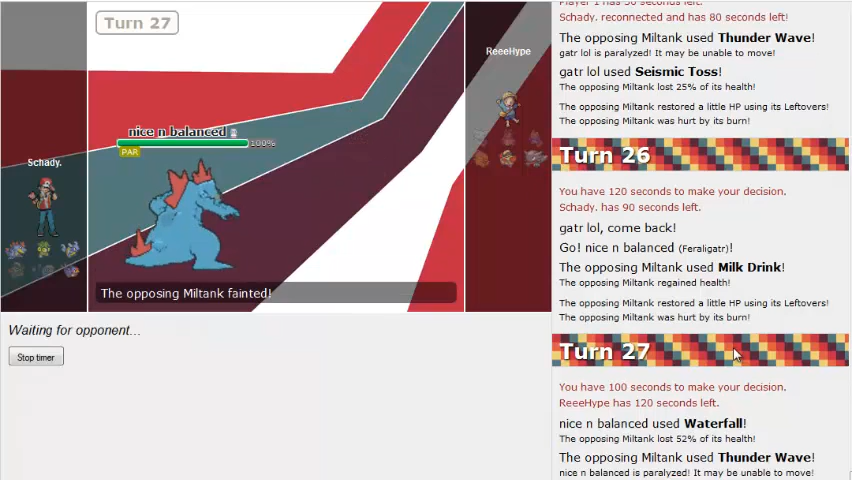 Turn 27
ReeeHype
nice n balanced
100%
PAR
Schady.
The opposing Miltank fainted!
Waiting for opponent...
Stop timer
Schady. reconnected and has 80 seconds left!
The opposing Miltank used Thunder Wave!
gatr lol is paralyzed! It may be unable to move!
gatr lol used Seismic Toss!
The opposing Miltank lost 25% of its health!
The opposing Miltank restored a little HP using its Leftovers!
The opposing Miltank was hurt by its burn!
Turn 26
You have 120 seconds to make your decision.
Schady. has 90 seconds left.
gatr lol, come back!
Go! nice n balanced (Feraligatr)!
The opposing Miltank used Milk Drink!
The opposing Miltank regained health!
The opposing Miltank restored a little HP using its Leftovers!
The opposing Miltank was hurt by its burn!
Turn 27
You have 100 seconds to make your decision.
ReeeHype has 120 seconds left.
nice n balanced used Waterfall!
The opposing Miltank lost 52% of its health!
The opposing Miltank used Thunder Wave!
nice n balanced is paralyzed! It may be unable to move!